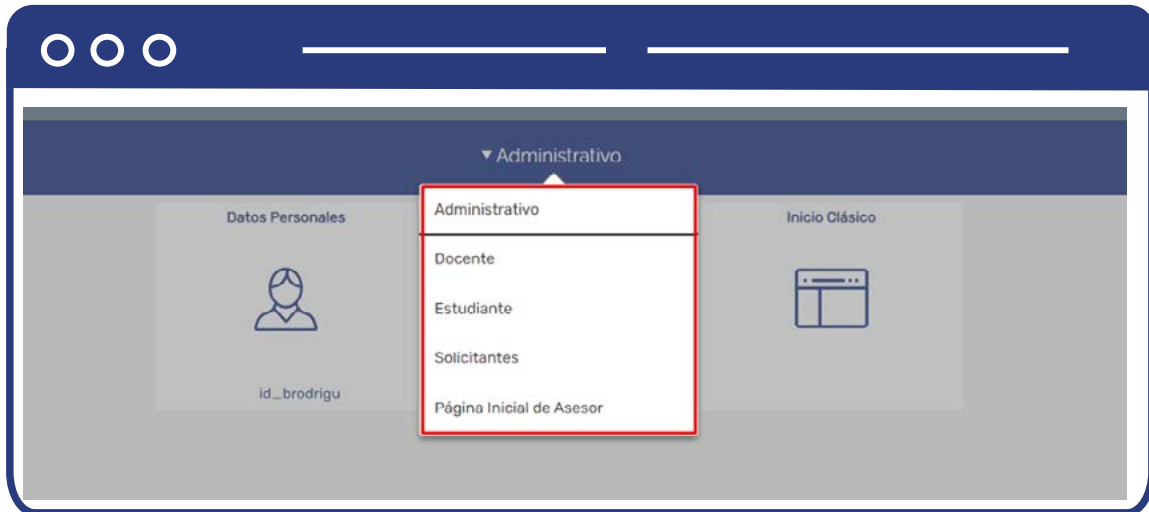 ▼ Administrativo
Datos Personales
Administrativo
Inicio Clásico
Docente
Estudiante
Solicitantes
id_brodrigu
Página Inicial de Asesor